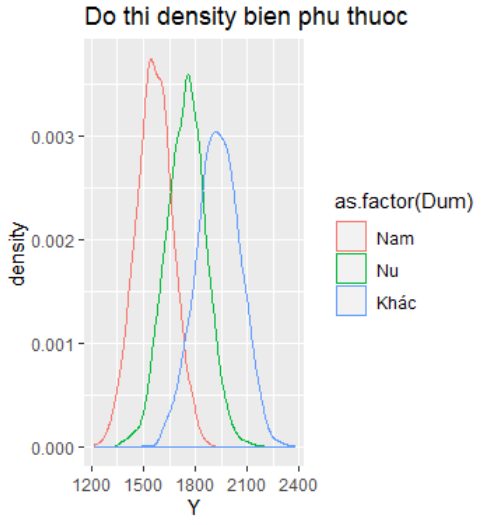 Do thi density bien phu thuoc
0.003
0.002
0.001
0.000
density
1200 1500 1800 2100 2400
Y
as.factor(Dum)
Nam
Nu
Khác